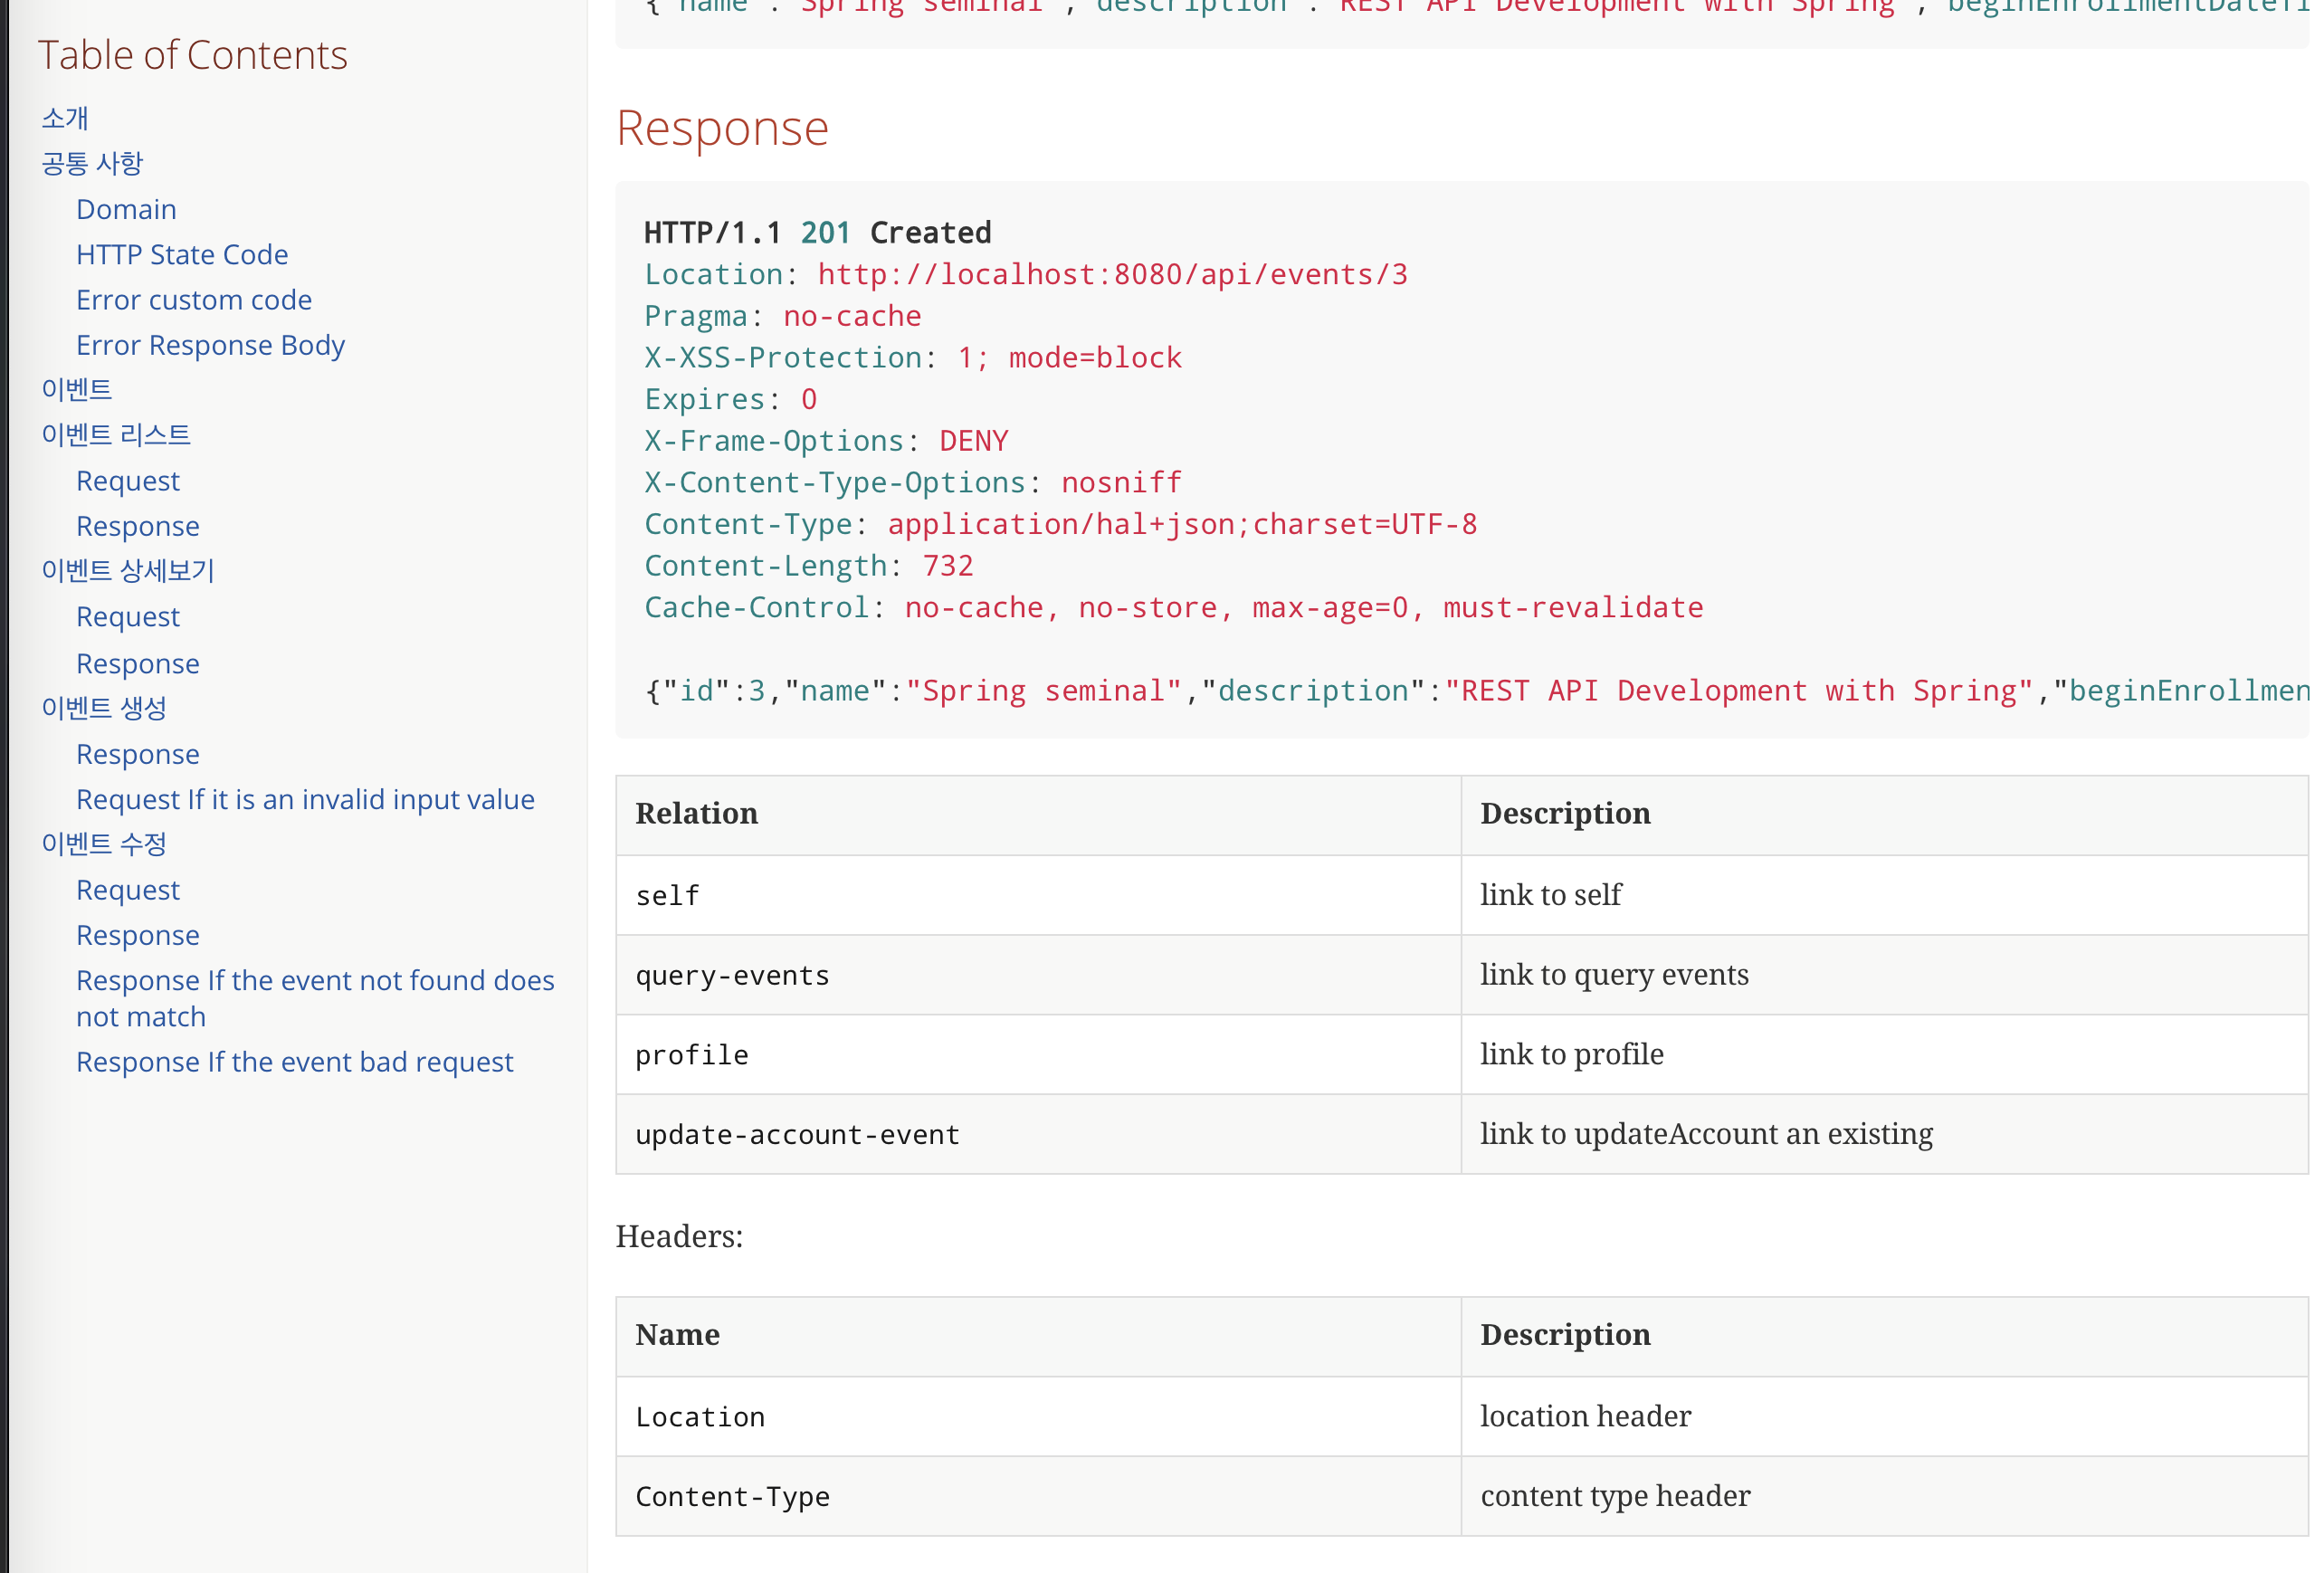 Table of Contents
소개
공통 사항
Domain
HTTP State Code
Error custom code
Error Response Body
이벤트
이벤트 리스트
Request
Response
이벤트 상세보기
Request
Response
이벤트 생성
Response
Request If it is an invalid input value
이벤트 수정
Request
Response
Response If the event not found does
not match
Response If the event bad request
{"name":"Spring seminal","description":"REST API Development with Spring","beginEnrollmentDateTi
Response
HTTP/1.1 201 Created
Location: http://localhost:8080/api/events/3
Pragma: no-cache
X-XSS-Protection: 1; mode=block
Expires: 0
X-Frame-Options: DENY
X-Content-Type-Options: nosniff
Content-Type: application/hal+json;charset=UTF-8
Content-Length: 732
Cache-Control: no-cache, no-store, max-age=0, must-revalidate
{"id":3,"name":"Spring seminal","description":"REST API Development with Spring","beginEnrollmen
Relation Description
self link to self
query-events link to query events
profile link to profile
update-account-event link to updateAccount an existing
Headers:
Name Description
Location location header
Content-Type content type header